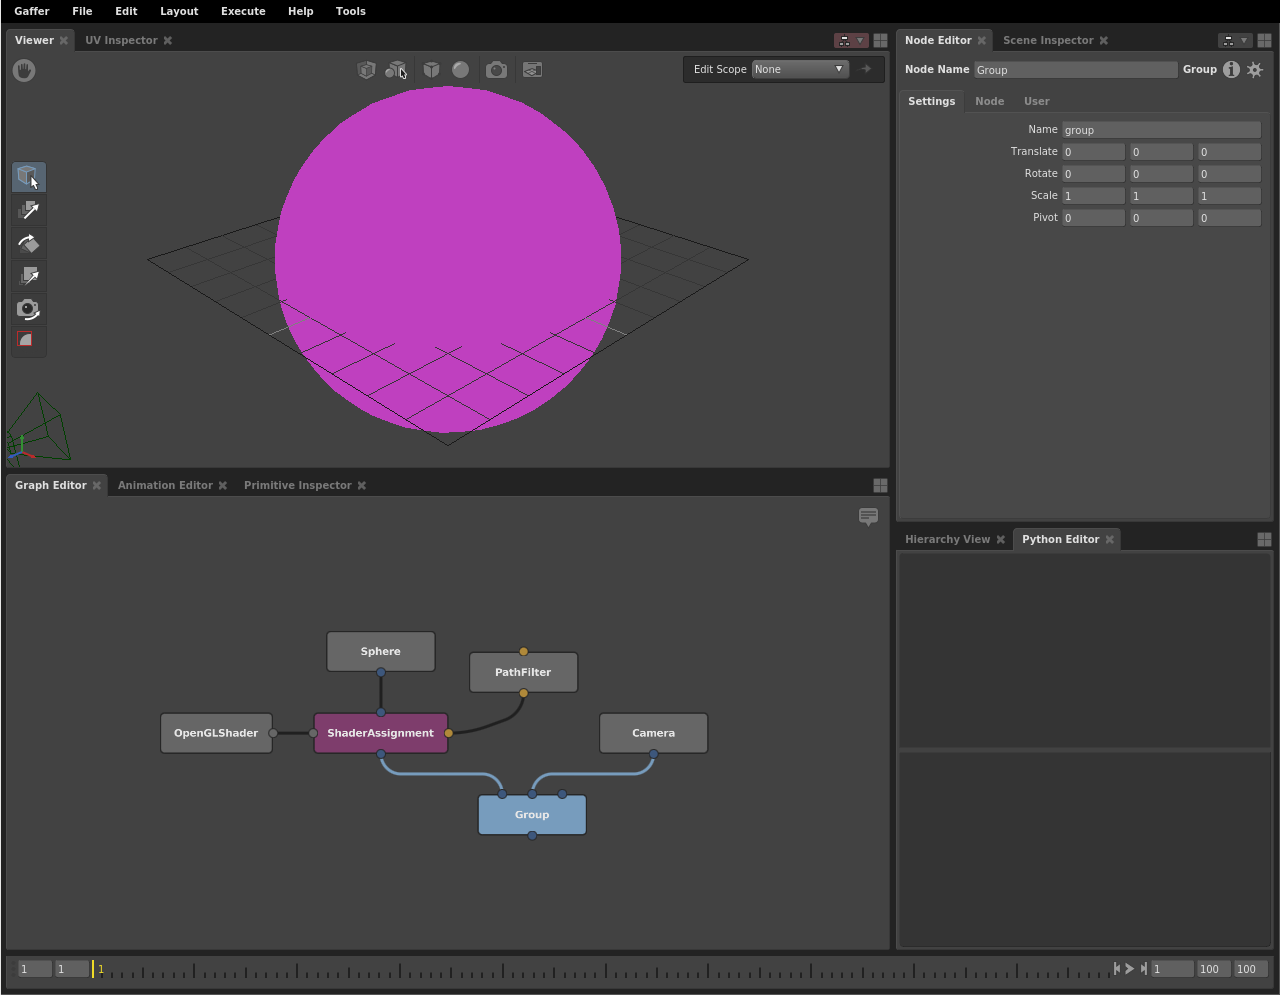 Gaffer File Edit Layout Execute Help Tools
Viewer UV Inspector
Edit Scope None
Node Editor Scene Inspector
Node Name Group Group
Settings Node User
Name group
Translate 0 0 0
Rotate 0 0 0
Scale 1 1 1
Pivot 0 0 0
Graph Editor Animation Editor Primitive Inspector
Sphere
PathFilter
OpenGLShader
ShaderAssignment
Camera
Group
Hierarchy View Python Editor
1 1 1 1 100 100